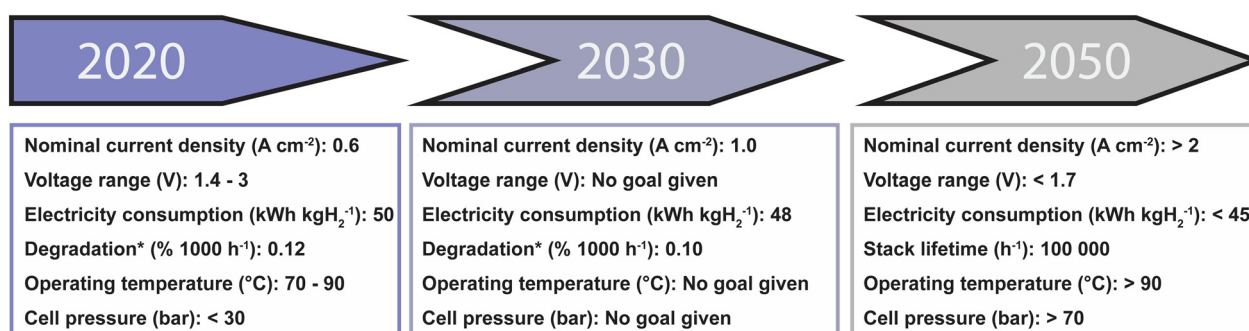 2020
Nominal current density (A cm⁻²): 0.6
Voltage range (V): 1.4 - 3
Electricity consumption (kWh kgH₂⁻¹): 50
Degradation* (% 1000 h⁻¹): 0.12
Operating temperature (°C): 70 - 90
Cell pressure (bar): < 30
2030
Nominal current density (A cm⁻²): 1.0
Voltage range (V): No goal given
Electricity consumption (kWh kgH₂⁻¹): 48
Degradation* (% 1000 h⁻¹): 0.10
Operating temperature (°C): No goal given
Cell pressure (bar): No goal given
2050
Nominal current density (A cm⁻²): > 2
Voltage range (V): < 1.7
Electricity consumption (kWh kgH₂⁻¹): < 45
Stack lifetime (h⁻¹): 100 000
Operating temperature (°C): > 90
Cell pressure (bar): > 70